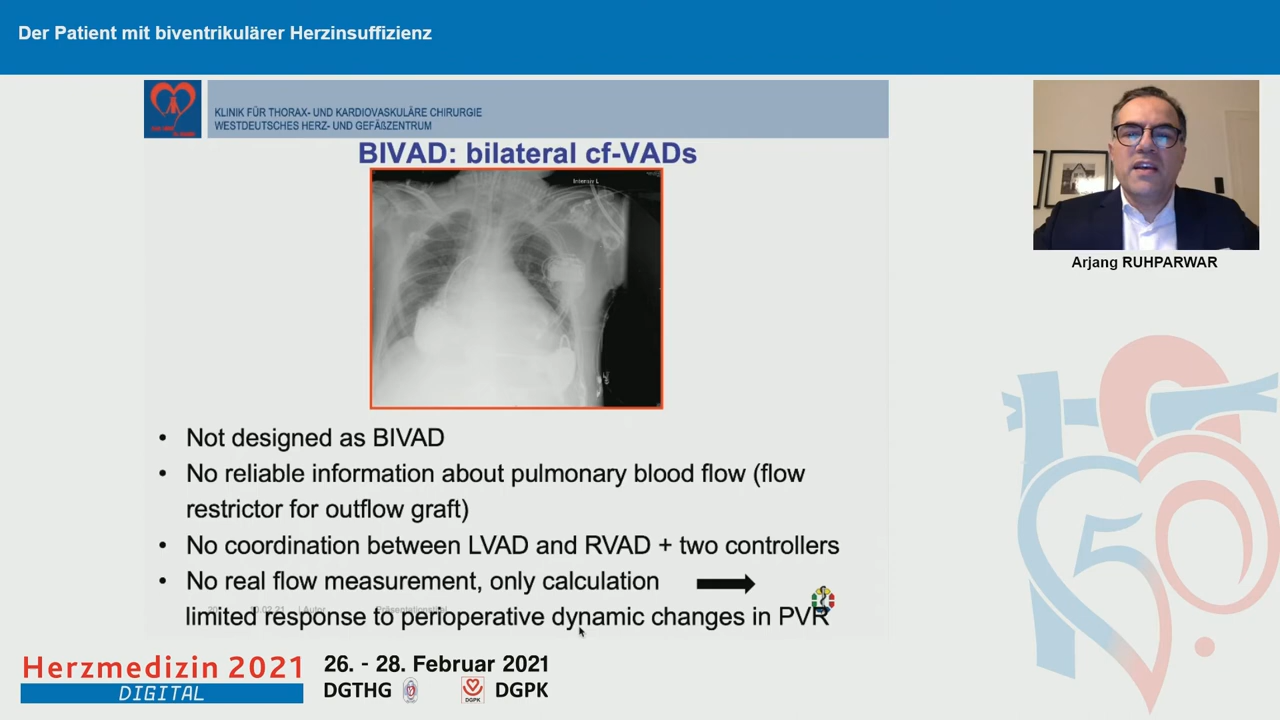 Der Patient mit biventrikulärer Herzinsuffizienz
KLINIK FÜR THORAX- UND KARDIOVASKULÄRE CHIRURGIE
WESTDEUTSCHES HERZ- UND GEFÄßZENTRUM
BIVAD: bilateral cf-VADs
Arjang RUHPARWAR
• Not designed as BIVAD
• No reliable information about pulmonary blood flow (flow
restrictor for outflow graft)
• No coordination between LVAD and RVAD + two controllers
• No real flow measurement, only calculation
limited response to perioperative dynamic changes in PVR
Herzmedizin 2021
DIGITAL
26. - 28. Februar 2021
DGTHG
DGPK
DGPK
50